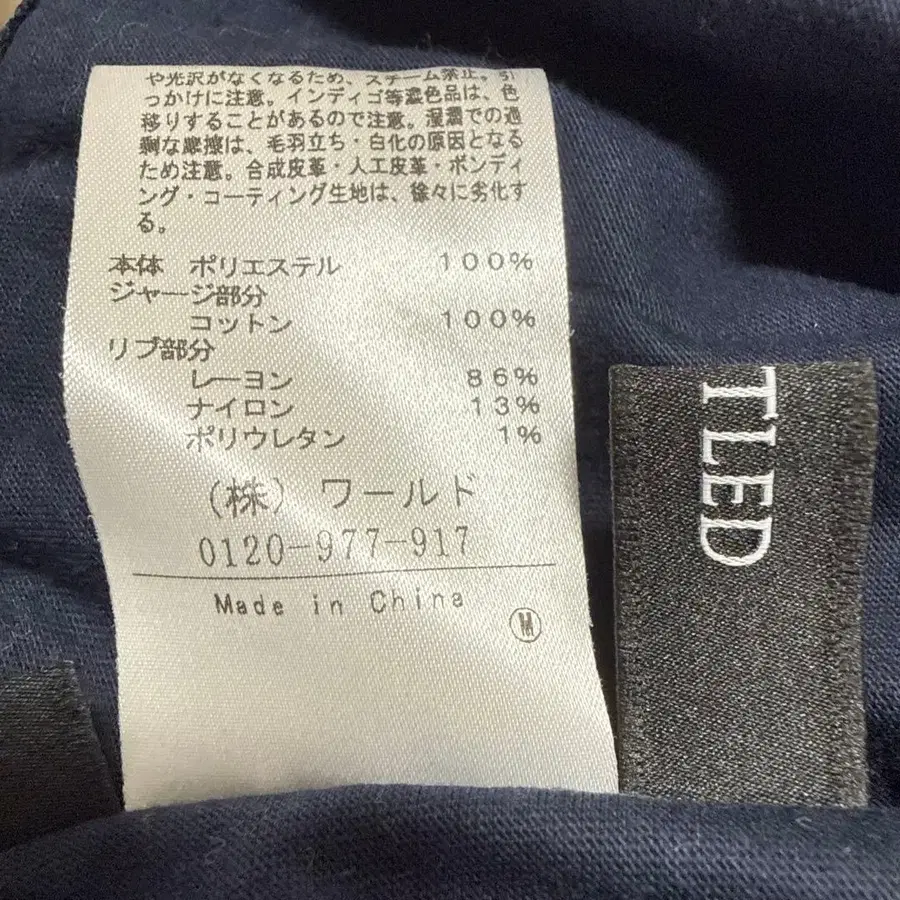 や光沢がなくなるため、スチーム禁止。引
っかけに注意。インディゴ等濃色品は、色
移りすることがあるので注意。湿潤での過
剰な摩擦は、毛羽立ち・白化の原因となる
ため注意。合成皮革・人工皮革・ボンディ
ング・コーティング生地は、徐々に劣化す
る。
本体 ポリエステル 100%
ジャージ部分
コットン 100%
リブ部分
レーヨン 86%
ナイロン 13%
ポリウレタン 1%
(株) ワールド
0120-977-917
Made in China
Ⓜ
TLED